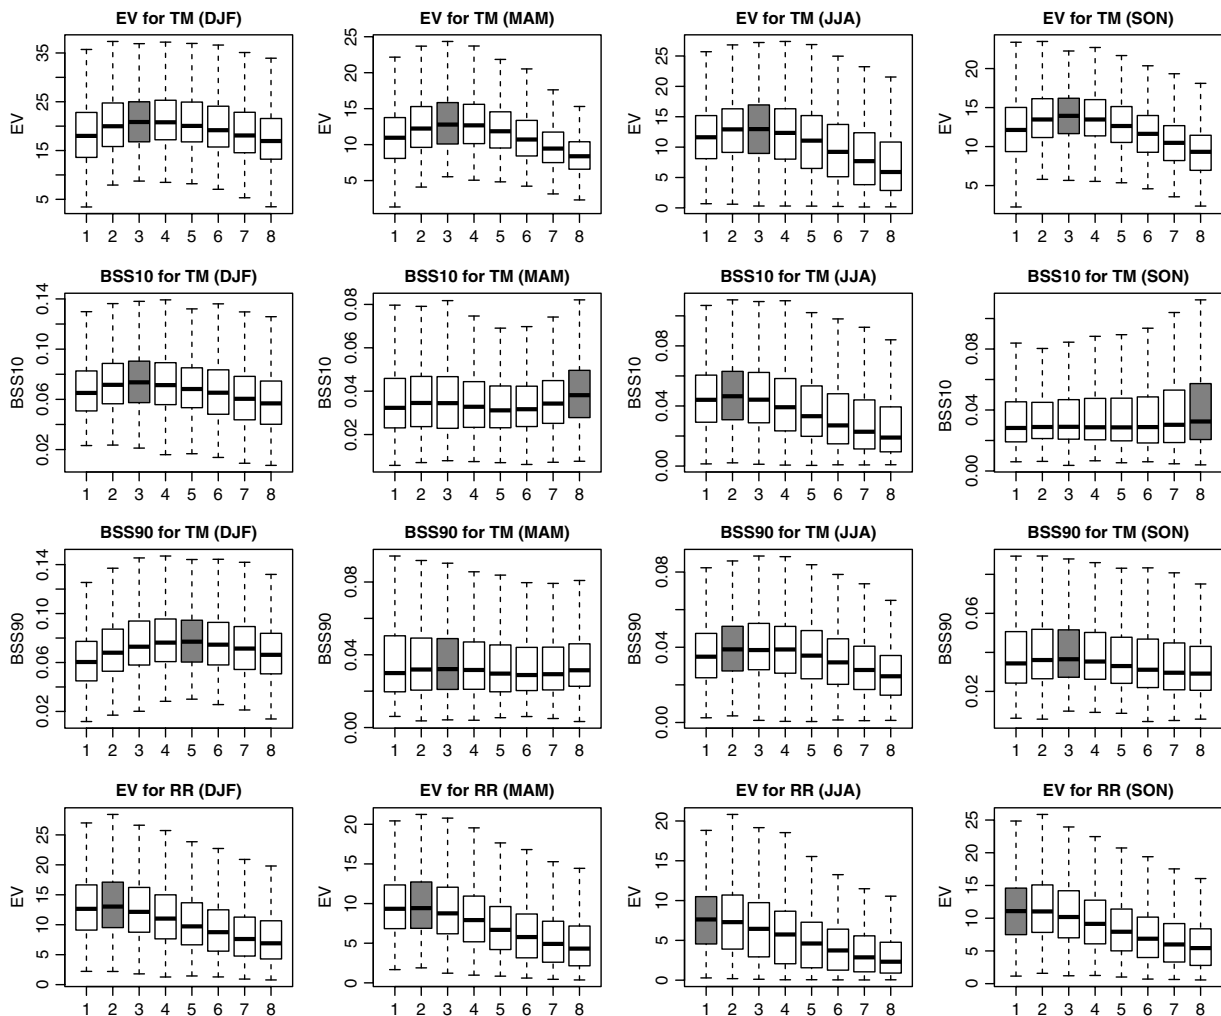 EV for TM (DJF) EV for TM (MAM) EV for TM (JJA) EV for TM (SON)
EV 5 15 25 35 1 2 3 4 5 6 7 8
EV 5 10 15 20 25 1 2 3 4 5 6 7 8
EV 0 5 10 15 20 25 1 2 3 4 5 6 7 8
EV 5 10 15 20 1 2 3 4 5 6 7 8
BSS10 for TM (DJF) BSS10 for TM (MAM) BSS10 for TM (JJA) BSS10 for TM (SON)
BSS10 0.02 0.06 0.10 0.14 1 2 3 4 5 6 7 8
BSS10 0.02 0.04 0.06 0.08 1 2 3 4 5 6 7 8
BSS10 0.00 0.04 0.08 1 2 3 4 5 6 7 8
BSS10 0.00 0.04 0.08 1 2 3 4 5 6 7 8
BSS90 for TM (DJF) BSS90 for TM (MAM) BSS90 for TM (JJA) BSS90 for TM (SON)
BSS90 0.02 0.06 0.10 0.14 1 2 3 4 5 6 7 8
BSS90 0.00 0.04 0.08 1 2 3 4 5 6 7 8
BSS90 0.00 0.04 0.08 1 2 3 4 5 6 7 8
BSS90 0.02 0.06 1 2 3 4 5 6 7 8
EV for RR (DJF) EV for RR (MAM) EV for RR (JJA) EV for RR (SON)
EV 0 5 10 15 20 25 1 2 3 4 5 6 7 8
EV 0 5 10 15 20 1 2 3 4 5 6 7 8
EV 0 5 10 15 20 1 2 3 4 5 6 7 8
EV 0 5 10 15 20 25 1 2 3 4 5 6 7 8